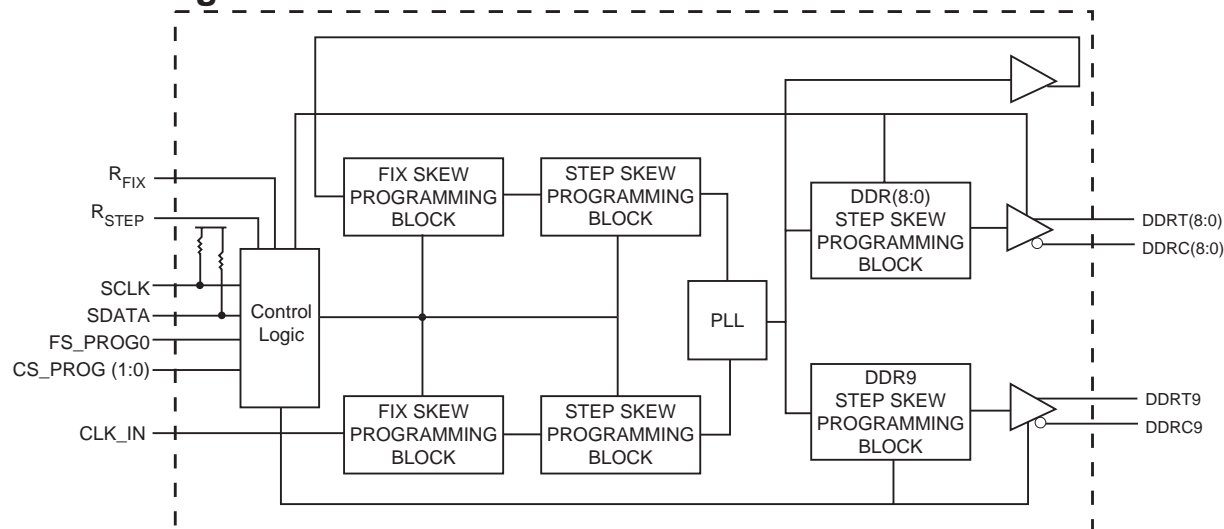 R_FIX
R_STEP
SCLK
SDATA
FS_PROG0
CS_PROG (1:0)
CLK_IN
Control
Logic
FIX SKEW
PROGRAMMING
BLOCK
STEP SKEW
PROGRAMMING
BLOCK
FIX SKEW
PROGRAMMING
BLOCK
STEP SKEW
PROGRAMMING
BLOCK
PLL
DDR(8:0)
STEP SKEW
PROGRAMMING
BLOCK
DDR9
STEP SKEW
PROGRAMMING
BLOCK
DDRT(8:0)
DDRC(8:0)
DDRT9
DDRC9